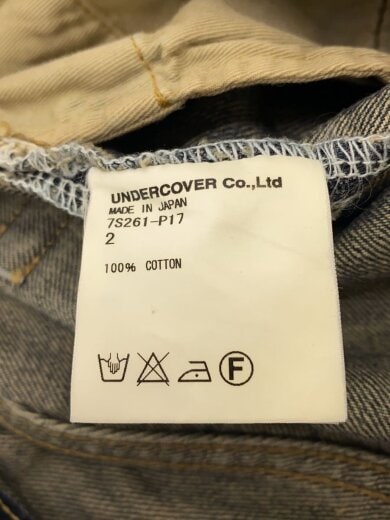 UNDERCOVER Co.,Ltd
MADE IN JAPAN
7S261-P17
2
100% COTTON
F